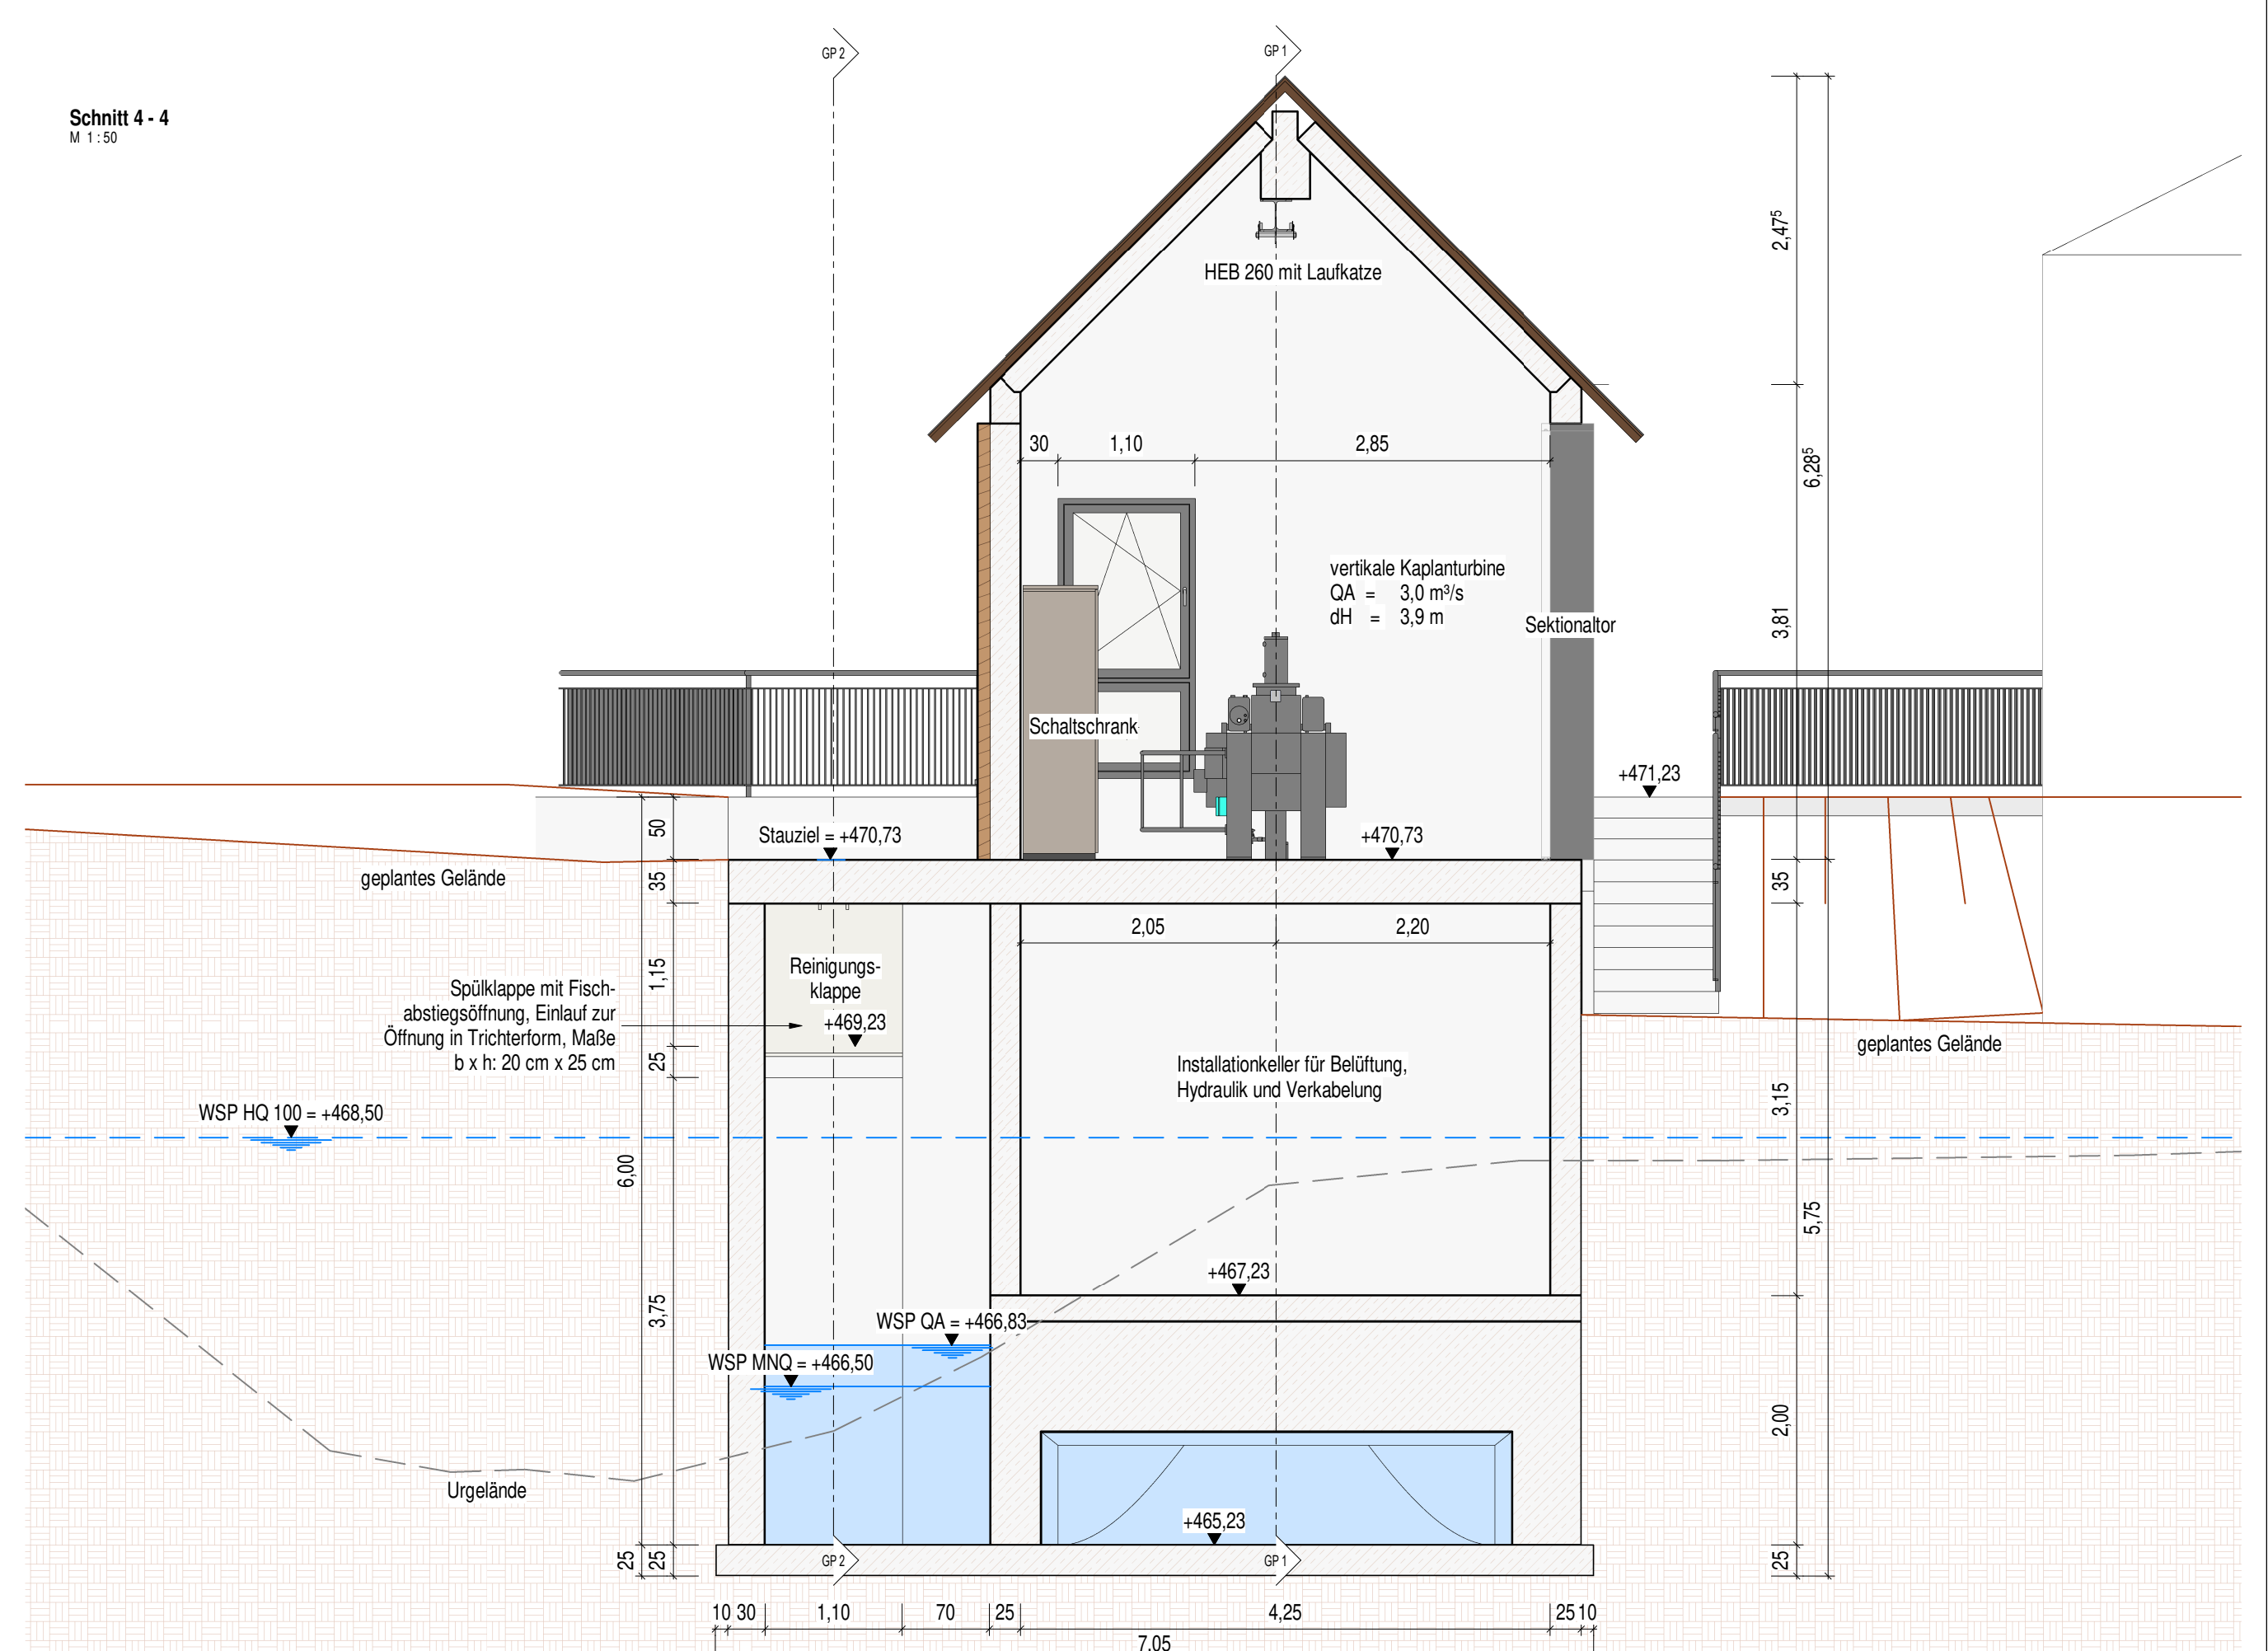 GP 2
GP 1
Schnitt 4 - 4
M 1 : 50
2,47⁵
HEB 260 mit Laufkatze
30
1,10
2,85
6,28⁵
vertikale Kaplanturbine
QA = 3,0 m³/s
dH = 3,9 m
Sektionaltor
3,81
Schaltschrank
+471,23
50
Stauziel = +470,73
+470,73
geplantes Gelände
35
35
2,05
2,20
Reinigungs-
klappe
+469,23
1,15
Spülklappe mit Fisch-
abstiegsöffnung, Einlauf zur
Öffnung in Trichterform, Maße
b x h: 20 cm x 25 cm
25
geplantes Gelände
Installationkeller für Belüftung,
Hydraulik und Verkabelung
3,15
WSP HQ 100 = +468,50
6,00
5,75
+467,23
3,75
WSP QA = +466,83
WSP MNQ = +466,50
2,00
Urgelände
+465,23
25
25
GP 2
GP 1
25
10
30
1,10
70
25
4,25
25
10
7,05